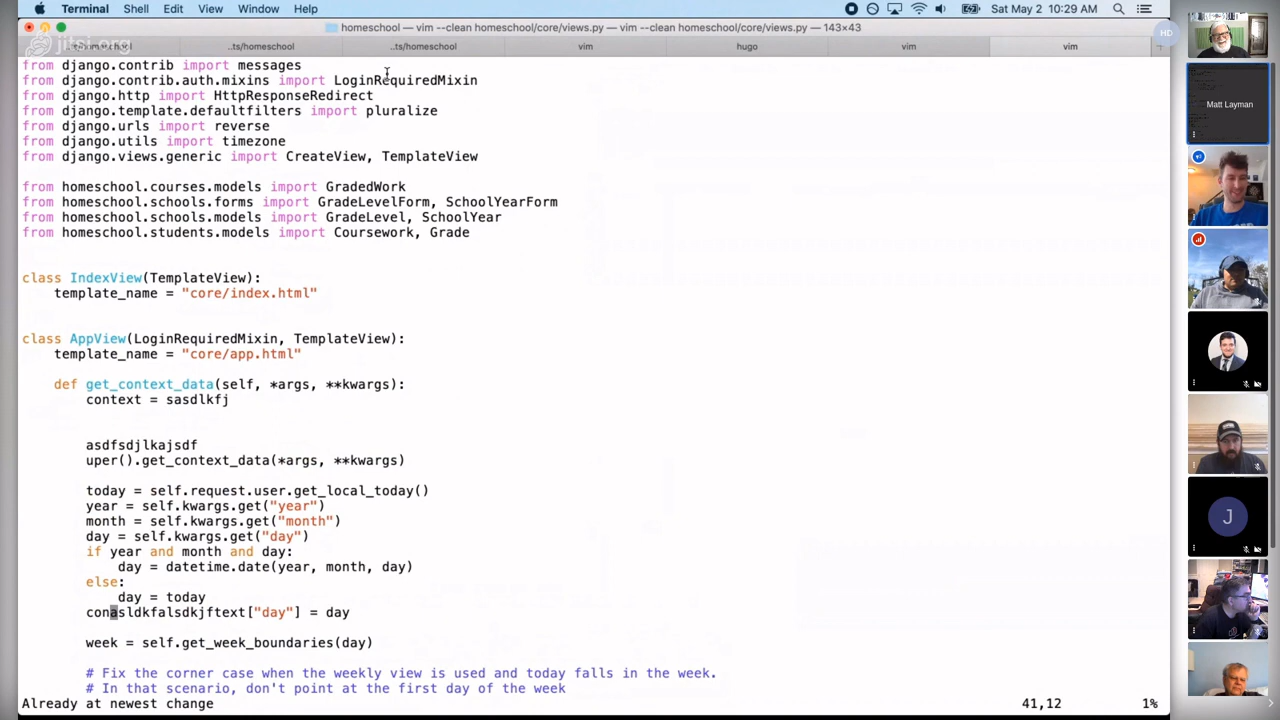 Terminal Shell Edit View Window Help Sat May 2 10:29 AM
homeschool — vim --clean homeschool/core/views.py — vim --clean homeschool/core/views.py — 143×43
jitsi.org
..ts/homeschool ..ts/homeschool vim hugo vim vim
HD
from django.contrib import messages
from django.contrib.auth.mixins import LoginRequiredMixin
from django.http import HttpResponseRedirect
from django.template.defaultfilters import pluralize
from django.urls import reverse
from django.utils import timezone
from django.views.generic import CreateView, TemplateView
from homeschool.courses.models import GradedWork
from homeschool.schools.forms import GradeLevelForm, SchoolYearForm
from homeschool.schools.models import GradeLevel, SchoolYear
from homeschool.students.models import Coursework, Grade
class IndexView(TemplateView):
template_name = "core/index.html"
class AppView(LoginRequiredMixin, TemplateView):
template_name = "core/app.html"
def get_context_data(self, *args, **kwargs):
context = sasdlkfj
asdfsdjlkajsdf
uper().get_context_data(*args, **kwargs)
today = self.request.user.get_local_today()
year = self.kwargs.get("year")
month = self.kwargs.get("month")
day = self.kwargs.get("day")
if year and month and day:
day = datetime.date(year, month, day)
else:
day = today
conasldkfalsdkjftext["day"] = day
week = self.get_week_boundaries(day)
# Fix the corner case when the weekly view is used and today falls in the week.
# In that scenario, don't point at the first day of the week
Already at newest change 41,12 1%
Matt Layman
J